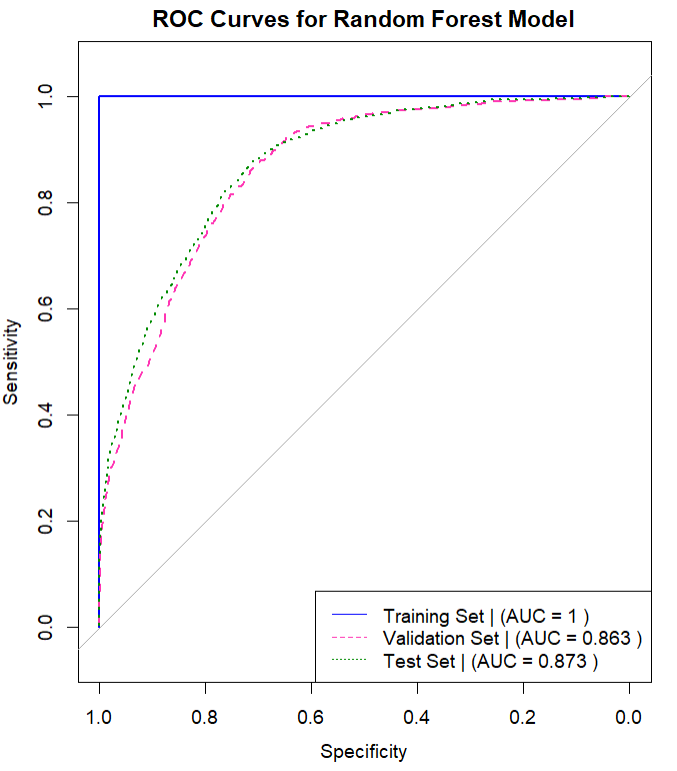 ROC Curves for Random Forest Model
Sensitivity
1.0
0.8
0.6
0.4
0.2
0.0
Training Set | (AUC = 1 )
Validation Set | (AUC = 0.863 )
Test Set | (AUC = 0.873 )
1.0 0.8 0.6 0.4 0.2 0.0
Specificity